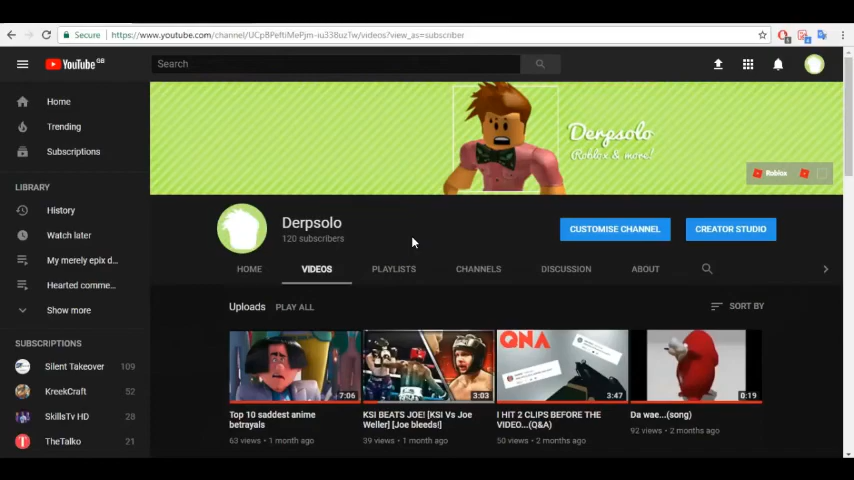 Secure https://www.youtube.com/channel/UCpBPeftiMePjm-iu338uzTw/videos?view_as=subscriber
YouTube GB
Search
Home
Trending
Subscriptions
LIBRARY
History
Watch later
My merely epix d...
Hearted comme...
Show more
SUBSCRIPTIONS
Silent Takeover 109
KreekCraft 52
SkillsTv HD 26
TheTalko 21
Derpsolo
Roblox & more!
Roblox
Derpsolo
120 subscribers
CUSTOMISE CHANNEL
CREATOR STUDIO
HOME VIDEOS PLAYLISTS CHANNELS DISCUSSION ABOUT
Uploads PLAY ALL SORT BY
7:06
Top 10 saddest anime
betrayals
63 views • 1 month ago
3:03
KSI BEATS JOE! [KSI Vs Joe
Weller] [Joe bleeds!]
39 views • 1 month ago
QNA
3:47
I HIT 2 CLIPS BEFORE THE
VIDEO...(Q&A)
50 views • 2 months ago
0:19
Da wae...(song)
92 views • 2 months ago